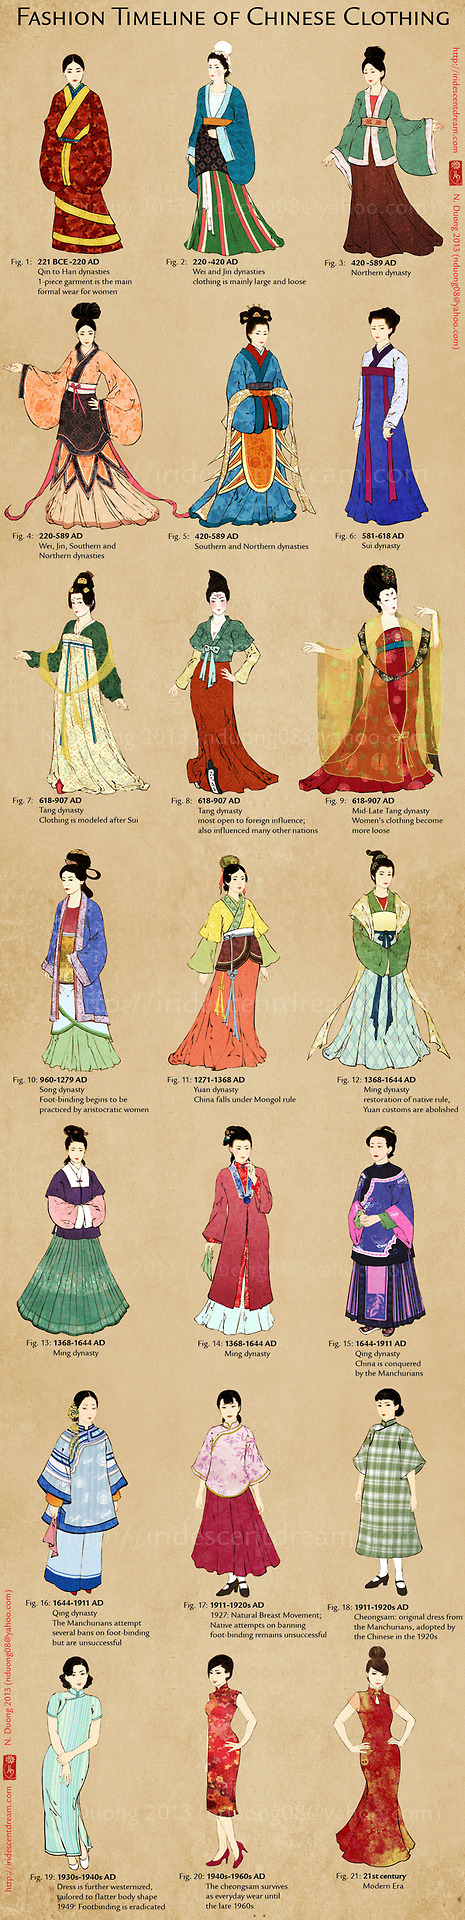 FASHION TIMELINE OF CHINESE CLOTHING
http://iridescentdream.com
N. Duong 2013 (nduong08@yahoo.com)
Fig. 1: 221 BCE -220 AD
Qin to Han dynasties
1-piece garment is the main
formal wear for women
Fig. 2: 220 -420 AD
Wei and Jin dynasties
clothing is mainly large and loose
Fig. 3: 420 -589 AD
Northern dynasty
Fig. 4: 220-589 AD
Wei, Jin, Southern and
Northern dynasties
Fig. 5: 420-589 AD
Southern and Northern dynasties
Fig. 6: 581-618 AD
Sui dynasty
http://iridescentdream.com
Fig. 7: 618-907 AD
Tang dynasty
Clothing is modeled after Sui
Fig. 8: 618-907 AD
Tang dynasty
most open to foreign influence;
also influenced many other nations
Fig. 9: 618-907 AD
Mid-Late Tang dynasty
Women's clothing become
more loose
Fig. 10: 960-1279 AD
Song dynasty
Foot-binding begins to be
practiced by aristocratic women
Fig. 11: 1271-1368 AD
Yuan dynasty
China falls under Mongol rule
Fig. 12: 1368-1644 AD
Ming dynasty
restoration of native rule,
Yuan customs are abolished
Fig. 13: 1368-1644 AD
Ming dynasty
Fig. 14: 1368-1644 AD
Ming dynasty
Fig. 15: 1644-1911 AD
Qing dynasty
China is conquered
by the Manchurians
Fig. 16: 1644-1911 AD
Qing dynasty
The Manchurians attempt
several bans on foot-binding
but are unsuccessful
Fig. 17: 1911-1920s AD
1927: Natural Breast Movement;
Native attempts on banning
foot-binding remains unsuccessful
Fig. 18: 1911-1920s AD
Cheongsam: original dress from
the Manchurians, adopted by
the Chinese in the 1920s
Fig. 19: 1930s-1940s AD
Dress is further westernized,
tailored to flatter body shape
1949: Footbinding is eradicated
Fig. 20: 1940s-1960s AD
The cheongsam survives
as everyday wear until
the late 1960s
Fig. 21: 21st century
Modern Era
http://iridescentdream.com
N. Duong 2013 (nduong08@yahoo.com)